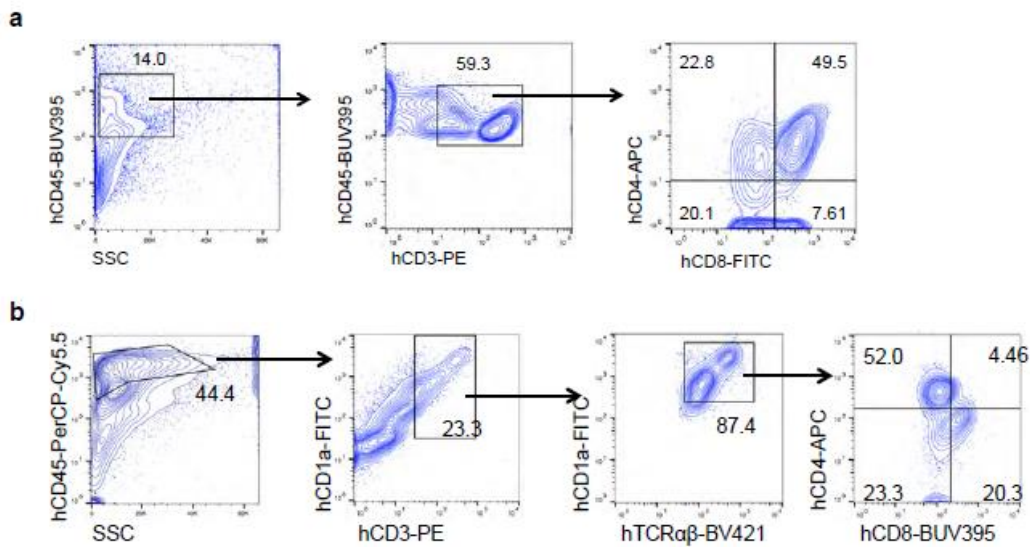 a
14.0
hCD45-BUV395
SSC
59.3
hCD45-BUV395
hCD3-PE
22.8 49.5
20.1 7.61
hCD4-APC
hCD8-FITC
b
44.4
hCD45-PerCP-Cy5.5
SSC
23.3
hCD1a-FITC
hCD3-PE
87.4
hCD1a-FITC
hTCRαβ-BV421
52.0 4.46
23.3 20.3
hCD4-APC
hCD8-BUV395